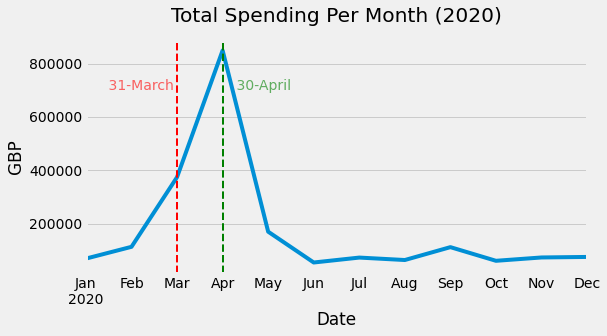 Total Spending Per Month (2020)
GBP
800000
600000
400000
200000
31-March
30-April
Jan Feb Mar Apr May Jun Jul Aug Sep Oct Nov Dec
2020
Date